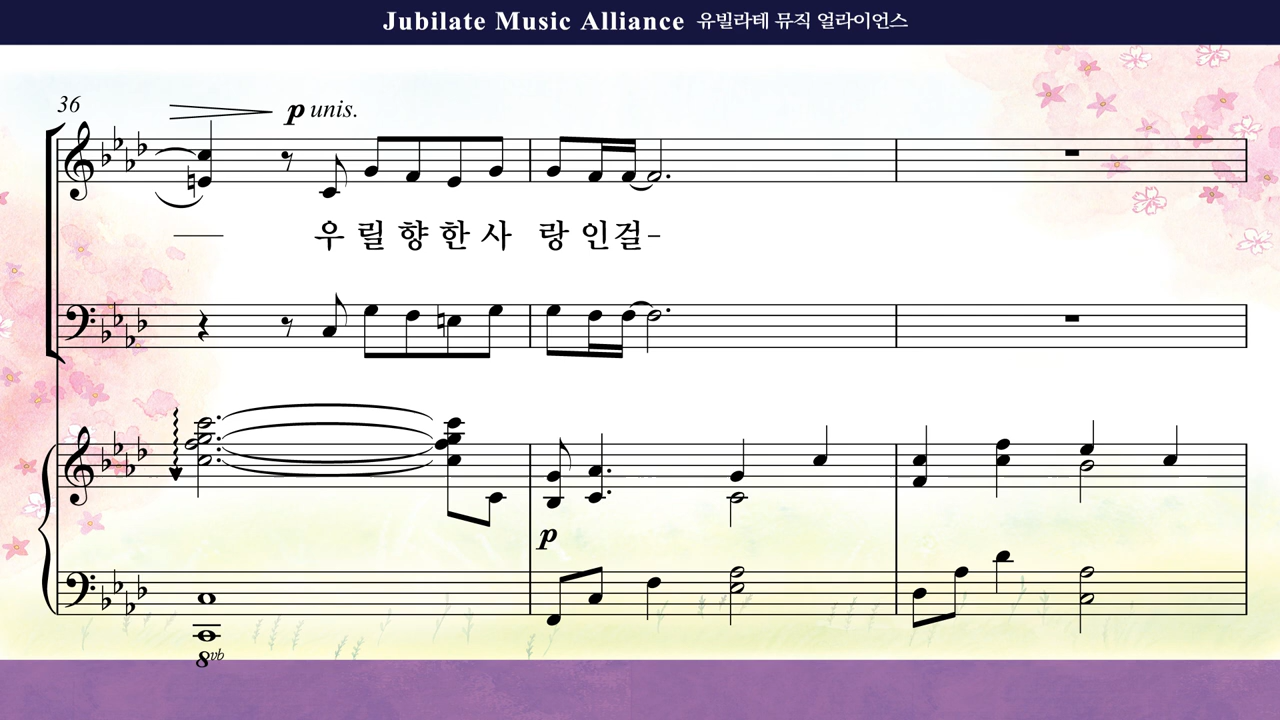 Jubilate Music Alliance 유빌라테 뮤직 얼라이언스
36
p unis.
우 릴 향 한 사 랑 인 걸-
p
8vb